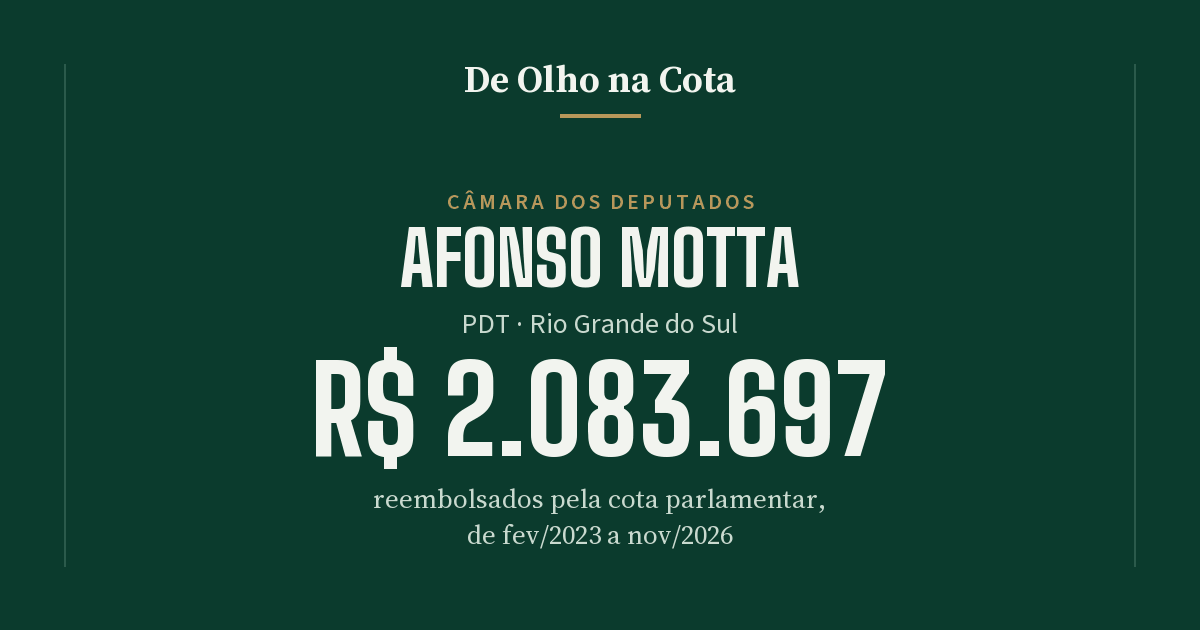 De Olho na Cota
CÂMARA DOS DEPUTADOS
AFONSO MOTTA
PDT · Rio Grande do Sul
R$ 2.083.697
reembolsados pela cota parlamentar,
de fev/2023 a nov/2026